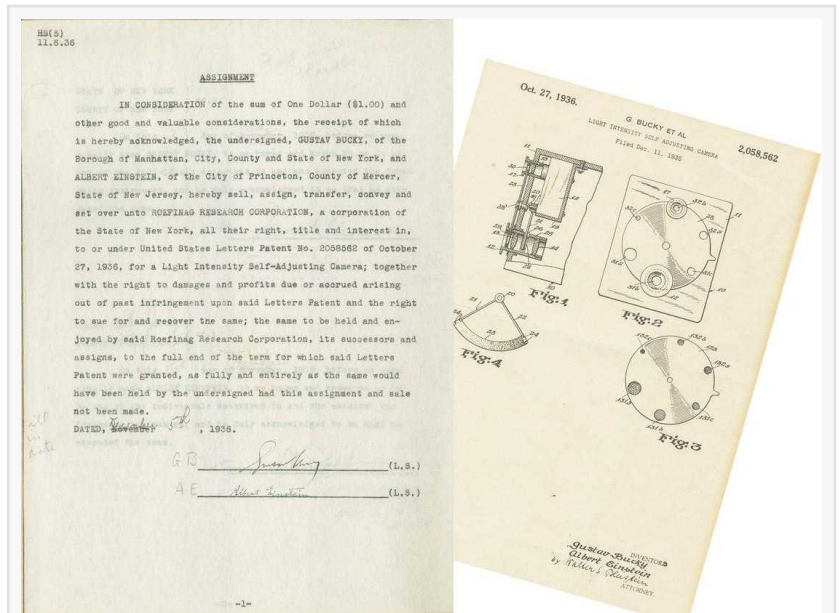 HS(5)
11.6.36
ASSIGNMENT
IN CONSIDERATION of the sum of One Dollar ($1.00) and
other good and valuable considerations, the receipt of which
is hereby acknowledged, the undersigned, GUSTAV BUCKY, of the
Borough of Manhattan, City, County and State of New York, and
ALBERT EINSTEIN, of the City of Princeton, County of Mercer,
State of New Jersey, hereby sell, assign, transfer, convey and
set over unto ROEFINAG RESEARCH CORPORATION, a corporation of
the State of New York, all their right, title and interest in,
to or under United States Letters Patent No. 2058562 of October
27, 1936, for a Light Intensity Self-Adjusting Camera; together
with the right to damages and profits due or accrued arising
out of past infringement upon said Letters Patent and the right
to sue for and recover the same; the same to be held and en-
joyed by said Roefinag Research Corporation, its successors and
assigns, to the full end of the term for which said Letters
Patent were granted, as fully and entirely as the same would
have been held by the undersigned had this assignment and sale
not been made.
DATED, November December 5th, 1936.
G B (L.S.)
A E Albert Einstein (L.S.)
-1-
Oct. 27, 1936.
G. BUCKY ET AL
2,058,562
LIGHT INTENSITY SELF ADJUSTING CAMERA
Filed Dec. 11, 1935
Fig.1
Fig.2
Fig.4
Fig.3
Gustav Bucky
INVENTORS
Albert Einstein
by
ATTORNEY.